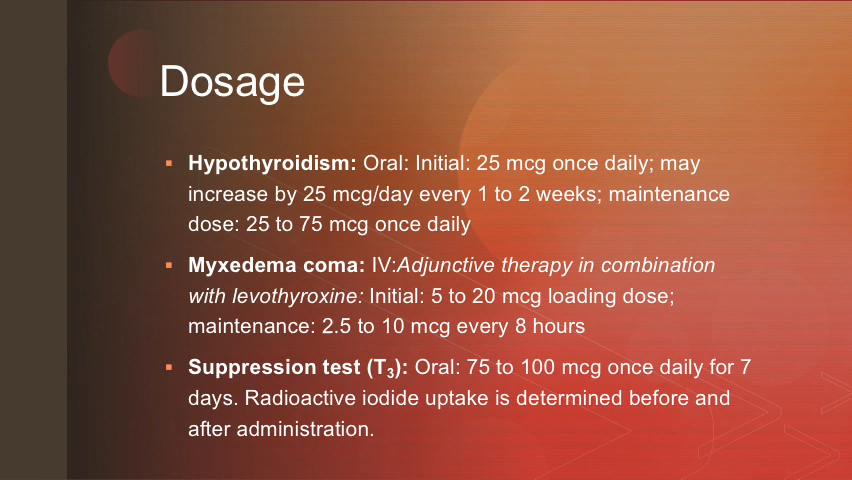 Dosage
▪ Hypothyroidism: Oral: Initial: 25 mcg once daily; may
increase by 25 mcg/day every 1 to 2 weeks; maintenance
dose: 25 to 75 mcg once daily
▪ Myxedema coma: IV:Adjunctive therapy in combination
with levothyroxine: Initial: 5 to 20 mcg loading dose;
maintenance: 2.5 to 10 mcg every 8 hours
▪ Suppression test (T₃): Oral: 75 to 100 mcg once daily for 7
days. Radioactive iodide uptake is determined before and
after administration.